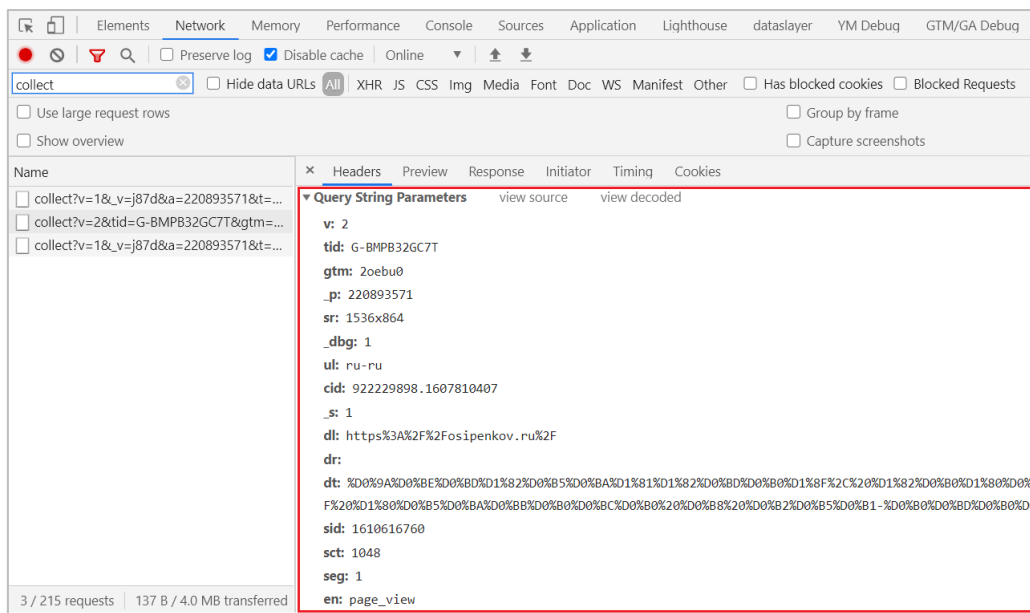 Elements Network Memory Performance Console Sources Application Lighthouse dataslayer YM Debug GTM/GA Debug
Preserve log Disable cache Online
collect Hide data URLs All XHR JS CSS Img Media Font Doc WS Manifest Other Has blocked cookies Blocked Requests
Use large request rows Group by frame
Show overview Capture screenshots
Name × Headers Preview Response Initiator Timing Cookies
collect?v=1&_v=j87d&a=220893571&t=...
collect?v=2&tid=G-BMPB32GC7T&gtm=...
collect?v=1&_v=j87d&a=220893571&t=...
Query String Parameters view source view decoded
v: 2
tid: G-BMPB32GC7T
gtm: 2oebu0
_p: 220893571
sr: 1536x864
_dbg: 1
ul: ru-ru
cid: 922229898.1607810407
_s: 1
dl: https%3A%2F%2Fosipenkov.ru%2F
dr:
dt: %D0%9A%D0%BE%D0%BD%D1%82%D0%B5%D0%BA%D1%81%D1%82%D0%BD%D0%B0%D1%8F%2C%20%D1%82%D0%B0%D1%80%D0%
F%20%D1%80%D0%B5%D0%BA%D0%BB%D0%B0%D0%BC%D0%B0%20%D0%B8%20%D0%B2%D0%B5%D0%B1-%D0%B0%D0%BD%D0%B0%D
sid: 1610616760
sct: 1048
seg: 1
en: page_view
3 / 215 requests 137 B / 4.0 MB transferred